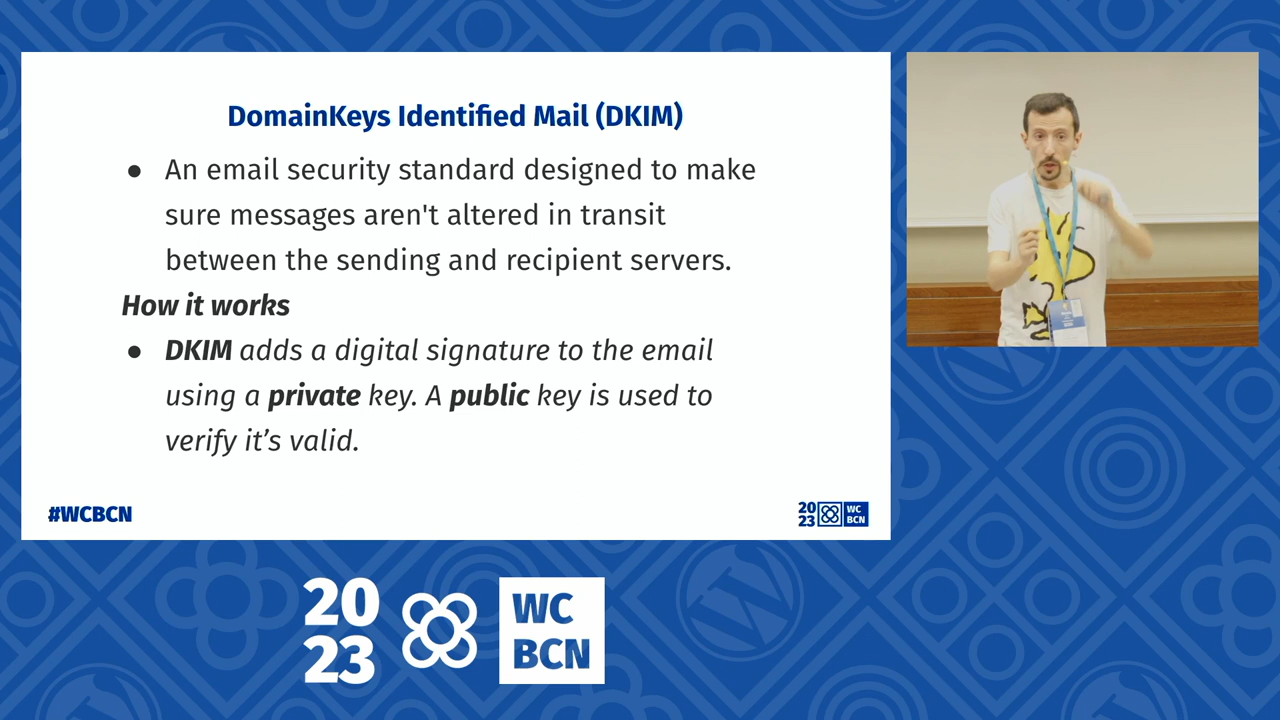 DomainKeys Identified Mail (DKIM)
● An email security standard designed to make
sure messages aren't altered in transit
between the sending and recipient servers.
How it works
● DKIM adds a digital signature to the email
using a private key. A public key is used to
verify it’s valid.
#WCBCN
20
23
WC
BCN
20
23
WC
BCN